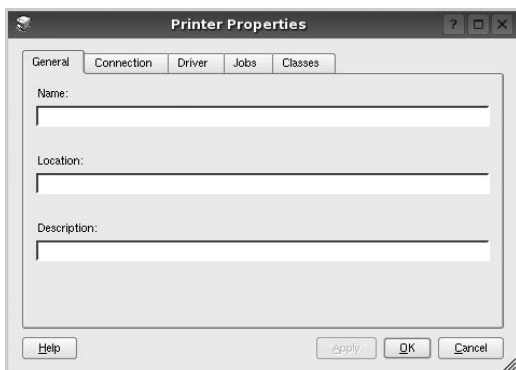 Printer Properties
?
General Connection Driver Jobs Classes
Name:
Location:
Description:
Help Apply OK Cancel